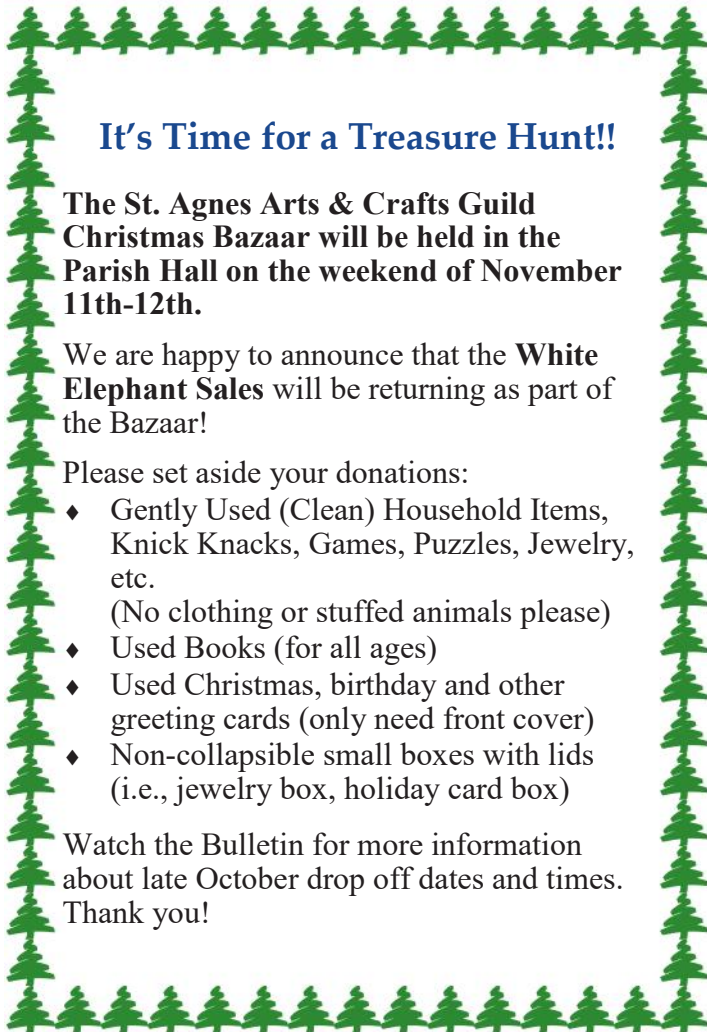 It’s Time for a Treasure Hunt!!
The St. Agnes Arts & Crafts Guild
Christmas Bazaar will be held in the
Parish Hall on the weekend of November
11th-12th.
We are happy to announce that the White
Elephant Sales will be returning as part of
the Bazaar!
Please set aside your donations:
♦ Gently Used (Clean) Household Items,
Knick Knacks, Games, Puzzles, Jewelry,
etc.
(No clothing or stuffed animals please)
♦ Used Books (for all ages)
♦ Used Christmas, birthday and other
greeting cards (only need front cover)
♦ Non-collapsible small boxes with lids
(i.e., jewelry box, holiday card box)
Watch the Bulletin for more information
about late October drop off dates and times.
Thank you!